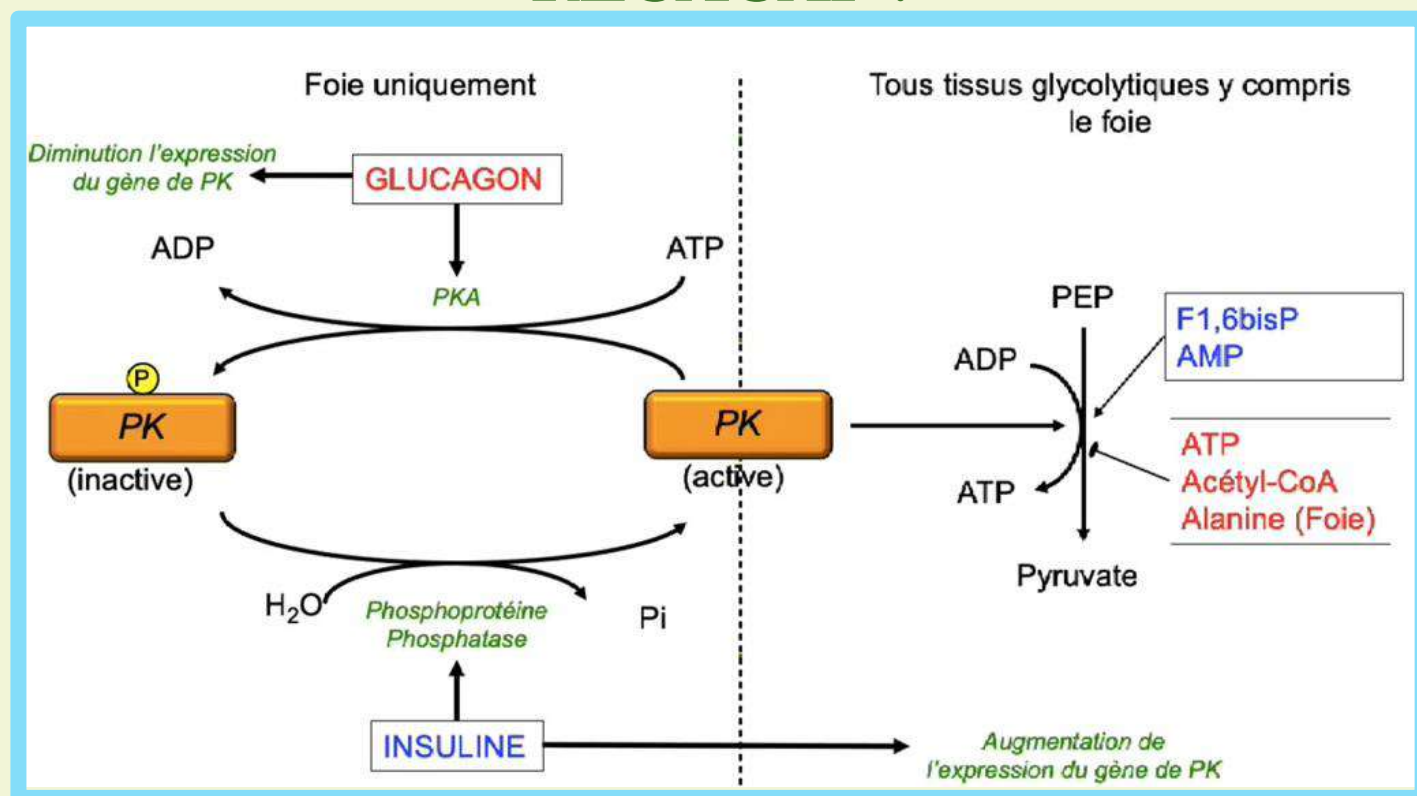 Foie uniquement
Tous tissus glycolytiques y compris
le foie
Diminution l'expression
du gène de PK
GLUCAGON
ADP
ATP
PKA
P
PK
(inactive)
PK
(active)
H₂O
Phosphoprotéine
Phosphatase
Pi
INSULINE
Augmentation de
l'expression du gène de PK
PEP
ADP
ATP
Pyruvate
F1,6bisP
AMP
ATP
Acétyl-CoA
Alanine (Foie)